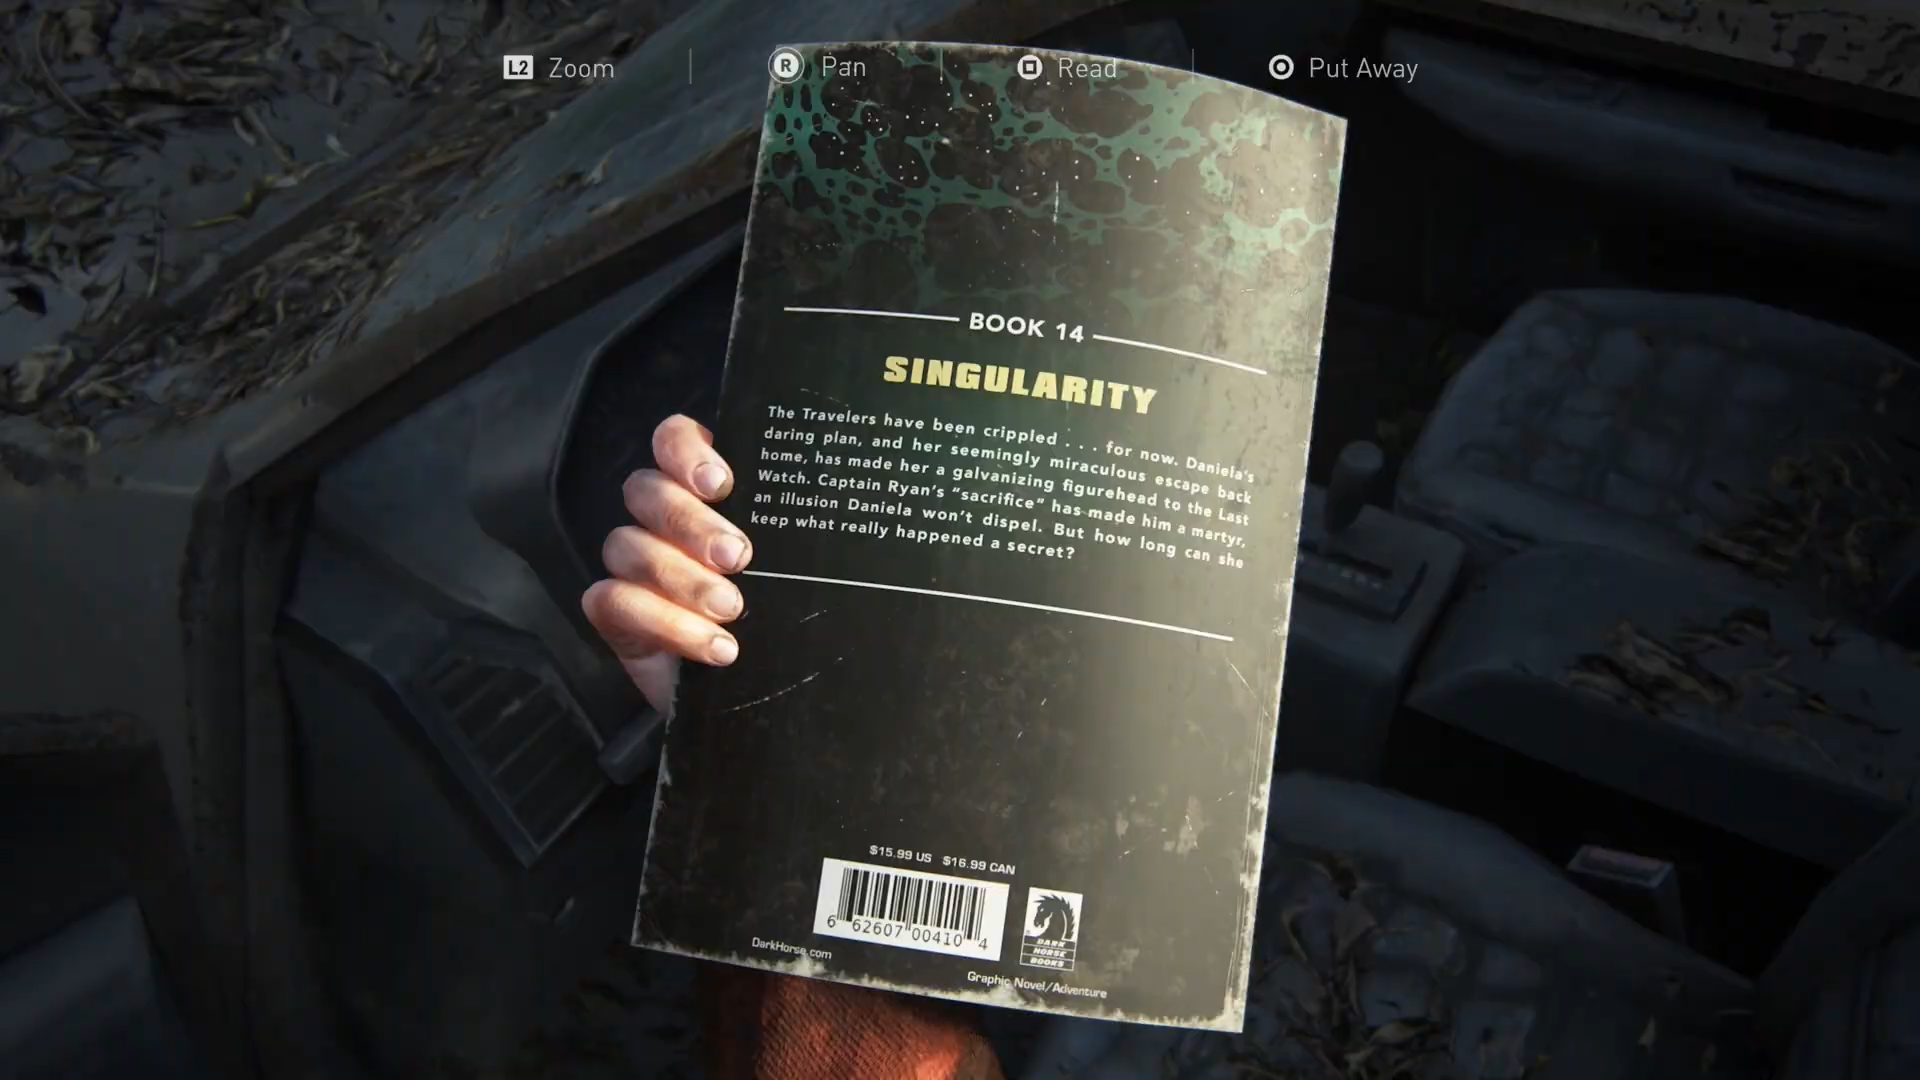 L2 Zoom
R Pan
Read
Put Away
BOOK 14
SINGULARITY
The Travelers have been crippled . . . for now. Daniela's
daring plan, and her seemingly miraculous escape back
home, has made her a galvanizing figurehead to the Last
Watch. Captain Ryan's “sacrifice” has made him a martyr,
an illusion Daniela won't dispel. But how long can she
keep what really happened a secret?
$15.99 US $16.99 CAN
6 62607 00410 4
DARK
HORSE
BOOKS
DarkHorse.com
Graphic Novel/Adventure